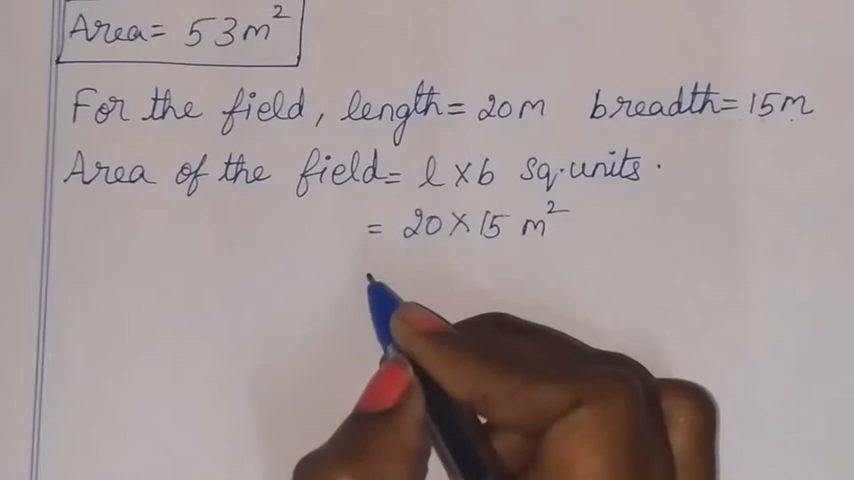 Area = 53m²
For the field, length = 20m breadth = 15m
Area of the field = l × b sq.units.
= 20 × 15 m²